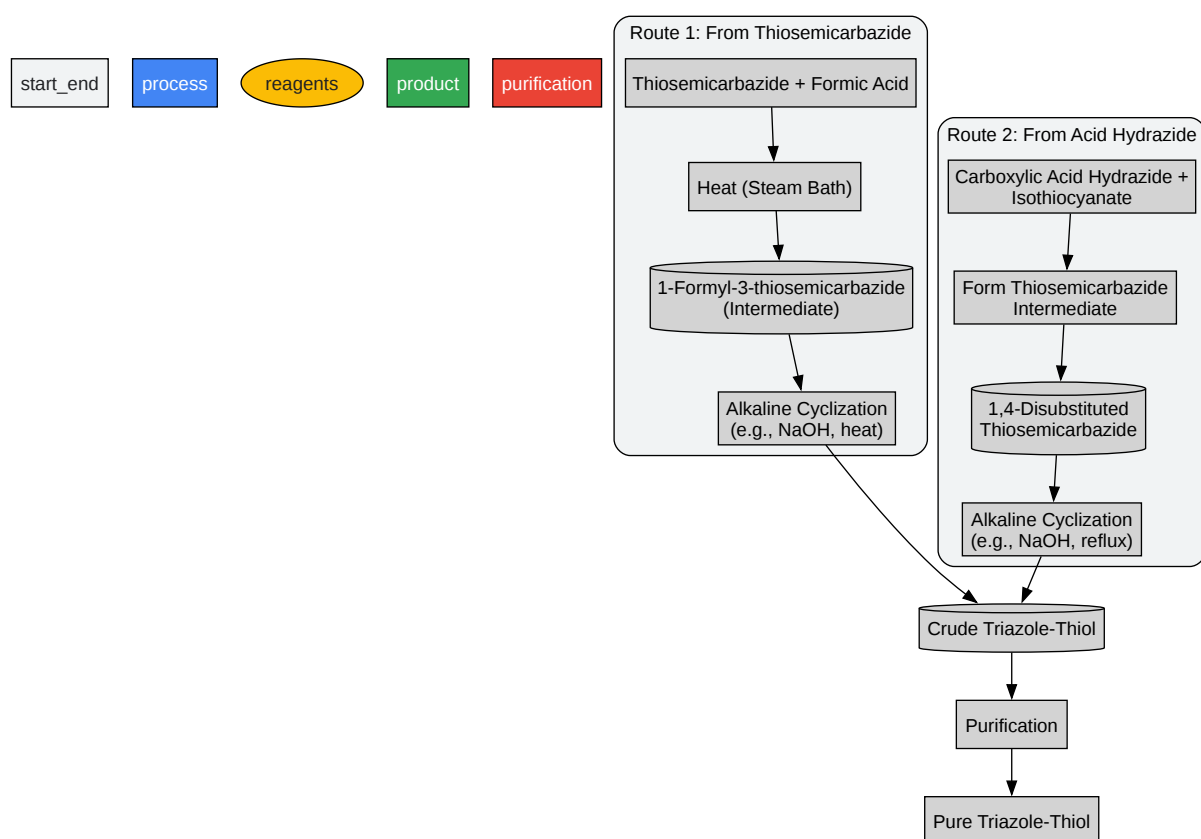 start_end
process
reagents
product
purification
Route 1: From Thiosemicarbazide
Thiosemicarbazide + Formic Acid
Heat (Steam Bath)
1-Formyl-3-thiosemicarbazide
(Intermediate)
Alkaline Cyclization
(e.g., NaOH, heat)
Route 2: From Acid Hydrazide
Carboxylic Acid Hydrazide +
Isothiocyanate
Form Thiosemicarbazide
Intermediate
1,4-Disubstituted
Thiosemicarbazide
Alkaline Cyclization
(e.g., NaOH, reflux)
Crude Triazole-Thiol
Purification
Pure Triazole-Thiol